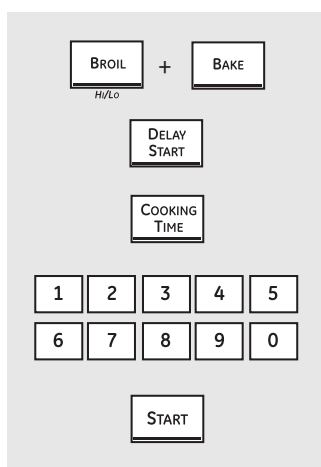 BROIL + BAKE
HI/LO
DELAY
START
COOKING
TIME
1 2 3 4 5
6 7 8 9 0
START